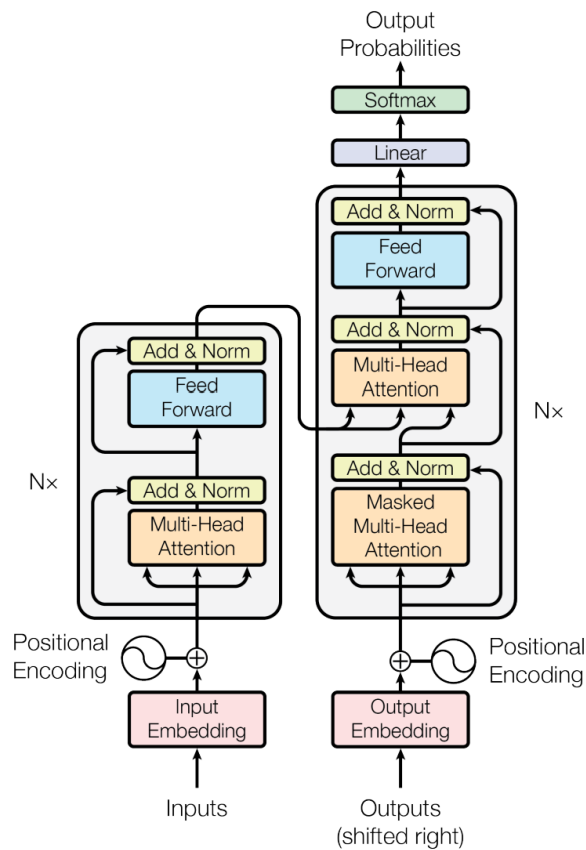 Output
Probabilities
Softmax
Linear
Add & Norm
Feed
Forward
Add & Norm
Multi-Head
Attention
Add & Norm
Masked
Multi-Head
Attention
N×
Add & Norm
Feed
Forward
Add & Norm
Multi-Head
Attention
N×
Positional
Encoding
Positional
Encoding
Input
Embedding
Output
Embedding
Inputs
Outputs
(shifted right)